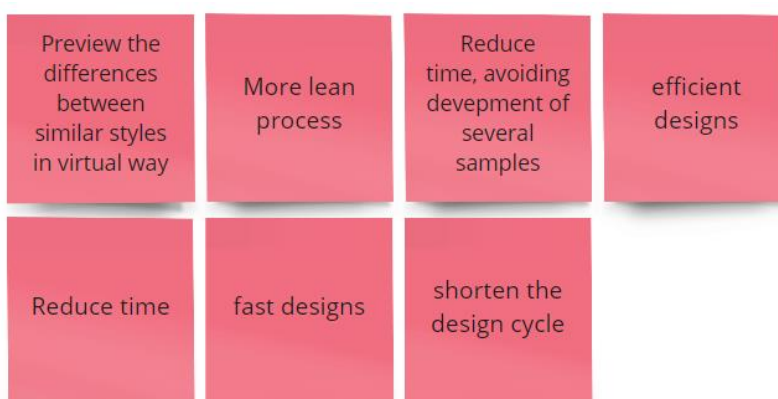 Preview the
differences
between
similar styles
in virtual way
More lean
process
Reduce
time, avoiding
devepment of
several
samples
efficient
designs
Reduce time
fast designs
shorten the
design cycle